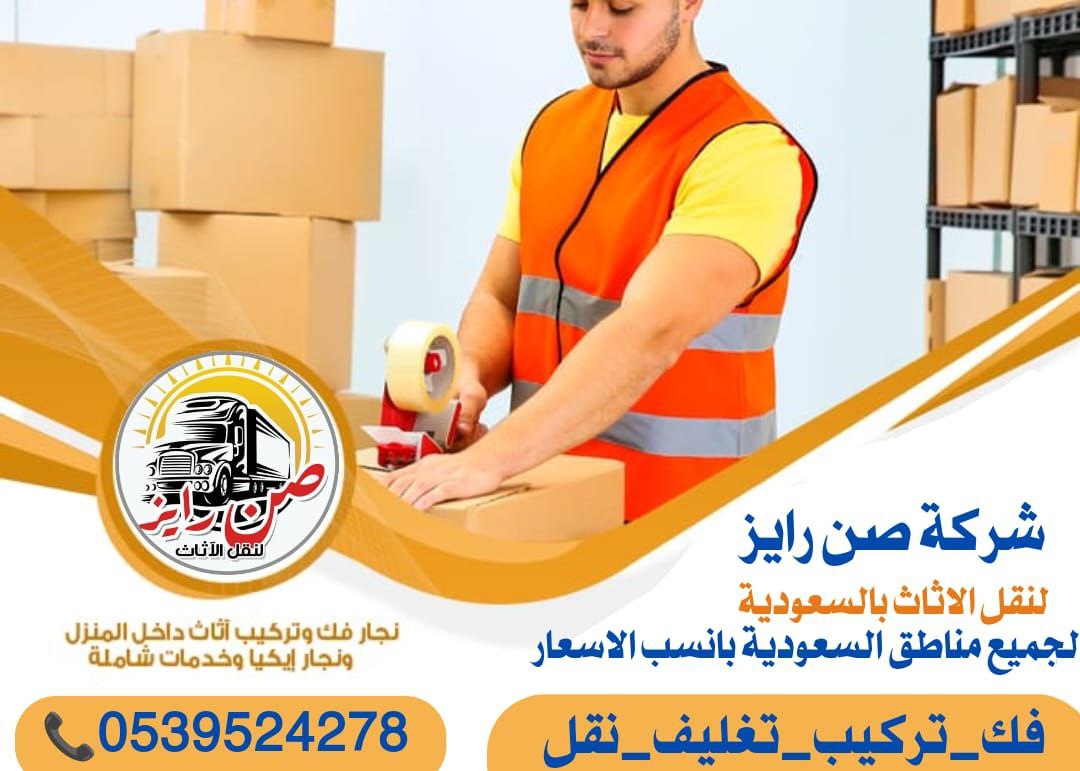 صن رايز
لنقل الآثاث
شركة صن رايز
لنقل الاثاث بالسعودية
لجميع مناطق السعودية بانسب الاسعار
نجار فك وتركيب آثاث داخل المنزل
ونجار إيكيا وخدمات شاملة
فك_تركيب_تغليف_نقل
0539524278